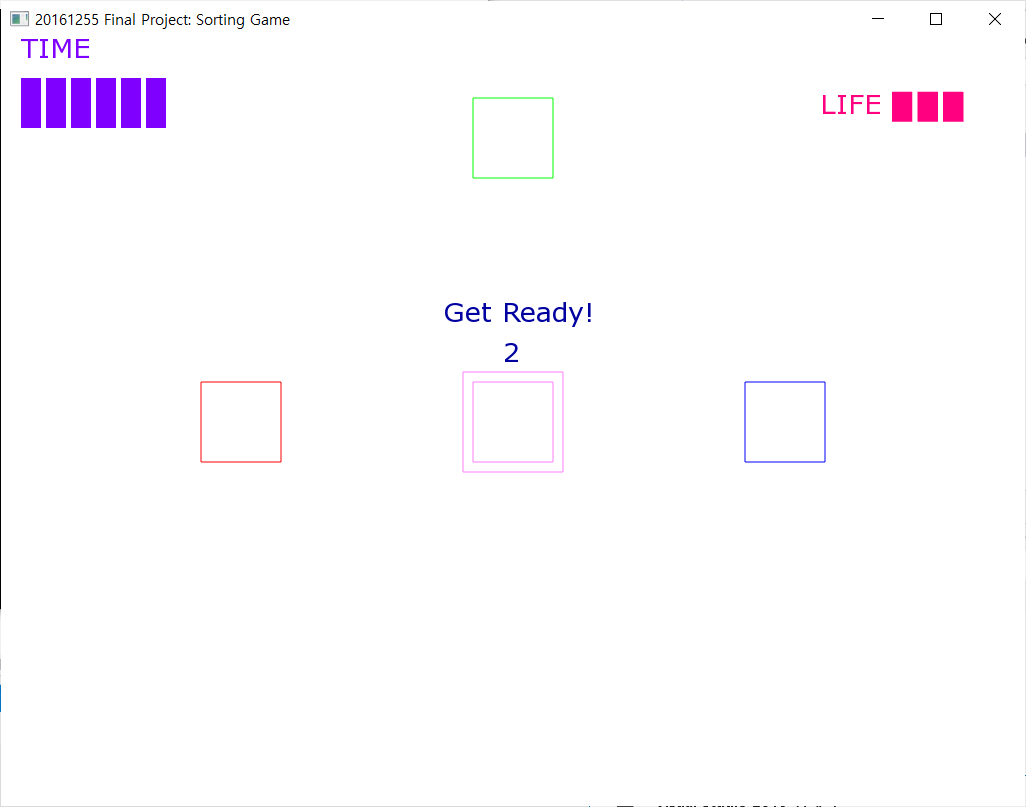 20161255 Final Project: Sorting Game
TIME
LIFE
Get Ready!
2